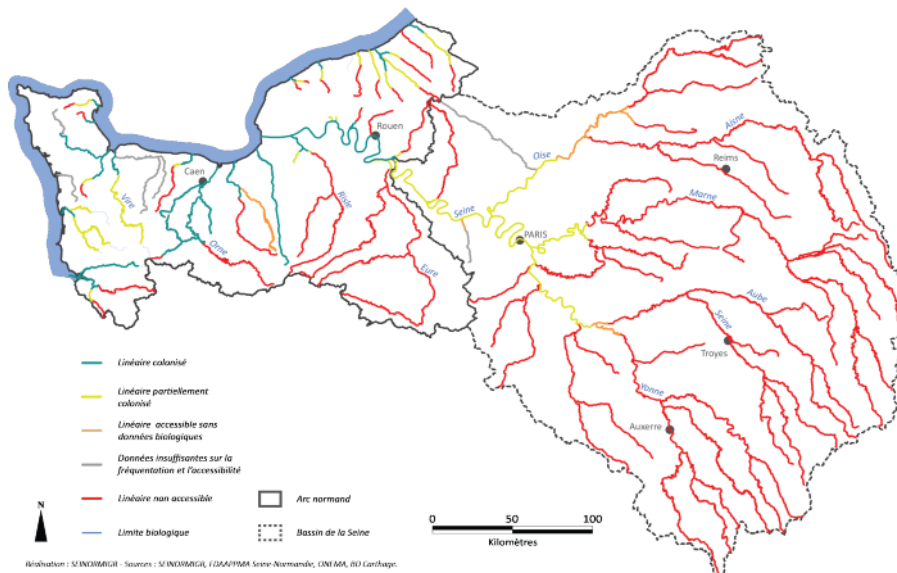 Rouen
Aisne
Oise
Reims
Caen
Marne
Vire
Risle
Seine
PARIS
Orne
Eure
Aube
Seine
Troyes
Yonne
Auxerre
Linéaire colonisé
Linéaire partiellement
colonisé
Linéaire accessible sans
données biologiques
Données insuffisantes sur la
fréquentation et l'accessibilité
Linéaire non accessible
Arc normand
N
Limite biologique
Bassin de la Seine
0 50 100
Kilomètres
Réalisation : SEINORMIGR - Sources : SEINORMIGR, FDAAPPMA Seine-Normandie, ONEMA, BD Carthage.